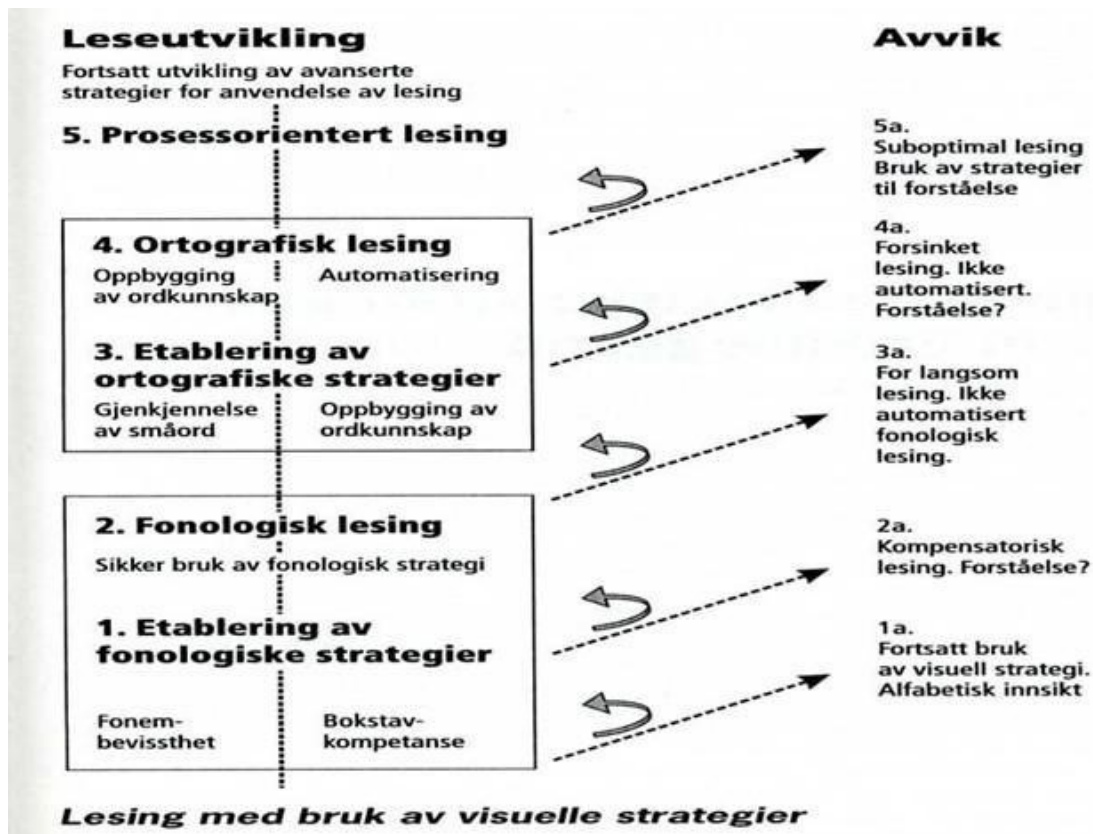 Leseutvikling
Fortsatt utvikling av avanserte
strategier for anvendelse av lesing
5. Prosessorientert lesing
4. Ortografisk lesing
Oppbygging
av ordkunnskap
Automatisering
3. Etablering av
ortografiske strategier
Gjenkjennelse
av småord
Oppbygging av
ordkunnskap
2. Fonologisk lesing
Sikker bruk av fonologisk strategi
1. Etablering av
fonologiske strategier
Fonem-
bevissthet
Bokstav-
kompetanse
Lesing med bruk av visuelle strategier
Avvik
5a.
Suboptimal lesing
Bruk av strategier
til forståelse
4a.
Forsinket
lesing. Ikke
automatisert.
Forståelse?
3a.
For langsom
lesing. Ikke
automatisert
fonologisk
lesing.
2a.
Kompensatorisk
lesing. Forståelse?
1a.
Fortsatt bruk
av visuell strategi.
Alfabetisk innsikt